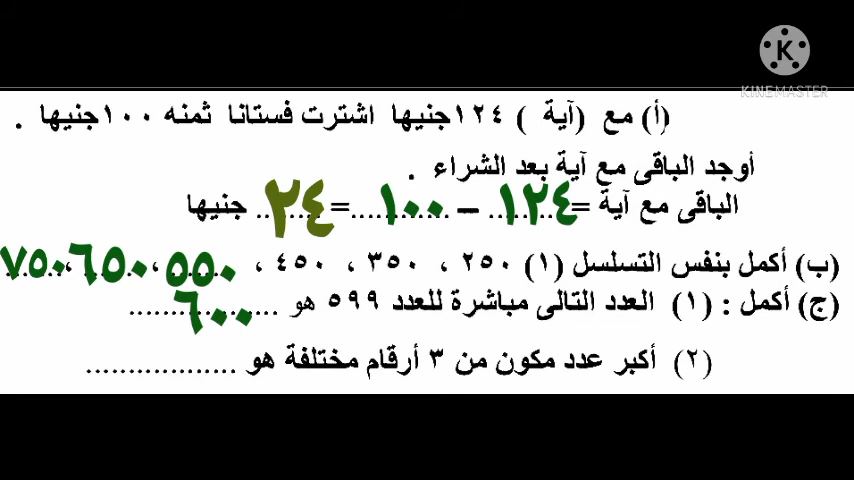 K
KINEMASTER
(أ) مع (آية ) ١٢٤جنيها اشترت فستانا ثمنه ١٠٠جنيها .
أوجد الباقى مع آية بعد الشراء .
الباقى مع آية =........١٢٤ – ............١٠٠=........٢٤ جنيها
(ب) أكمل بنفس التسلسل (١) ٢٥٠ ، ٣٥٠ ، ٤٥٠ ، ٥٥٠ ، ٦٥٠ ، ٧٥٠
(ج) أكمل : (١) العدد التالى مباشرة للعدد ٥٩٩ هو ..................٦٠٠
(٢) أكبر عدد مكون من ٣ أرقام مختلفة هو ..................